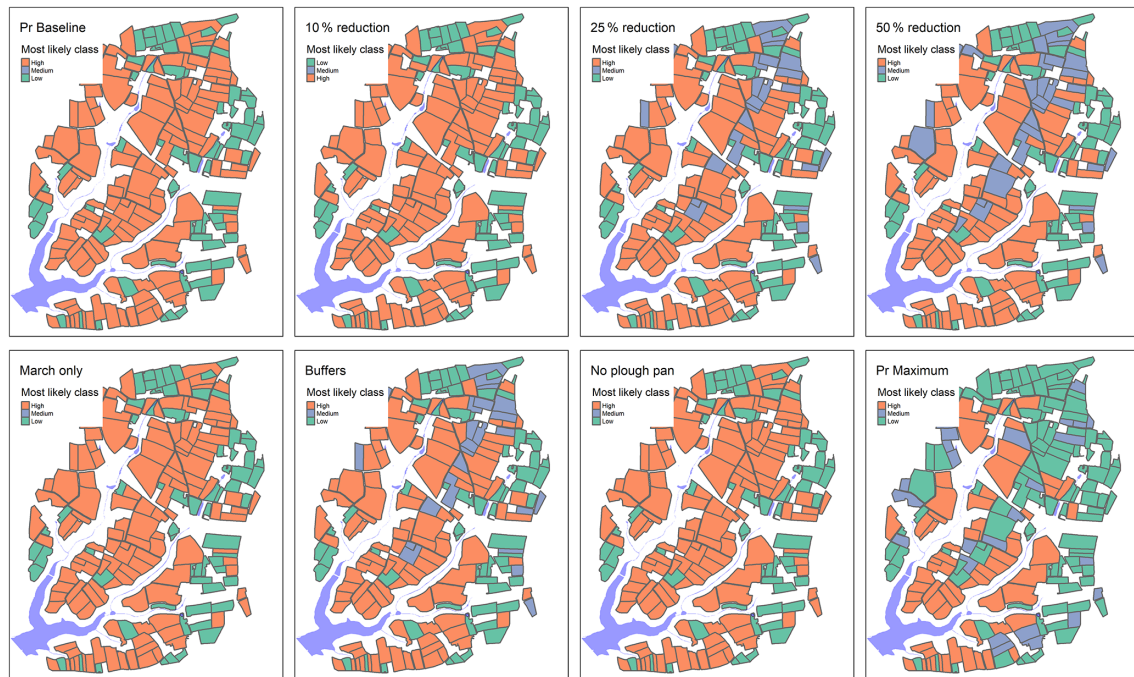 Pr Baseline
Most likely class
High
Medium
Low
10 % reduction
Most likely class
Low
Medium
High
25 % reduction
Most likely class
High
Medium
Low
50 % reduction
Most likely class
High
Medium
Low
March only
Most likely class
High
Medium
Low
Buffers
Most likely class
High
Medium
Low
No plough pan
Most likely class
High
Medium
Low
Pr Maximum
Most likely class
High
Medium
Low